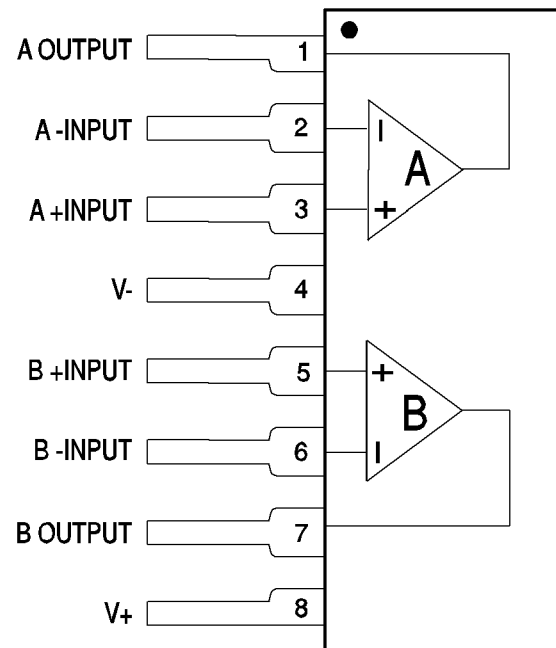 A OUTPUT 1
A -INPUT 2
A +INPUT 3
V- 4
B +INPUT 5
B -INPUT 6
B OUTPUT 7
V+ 8
- A +
+ B -